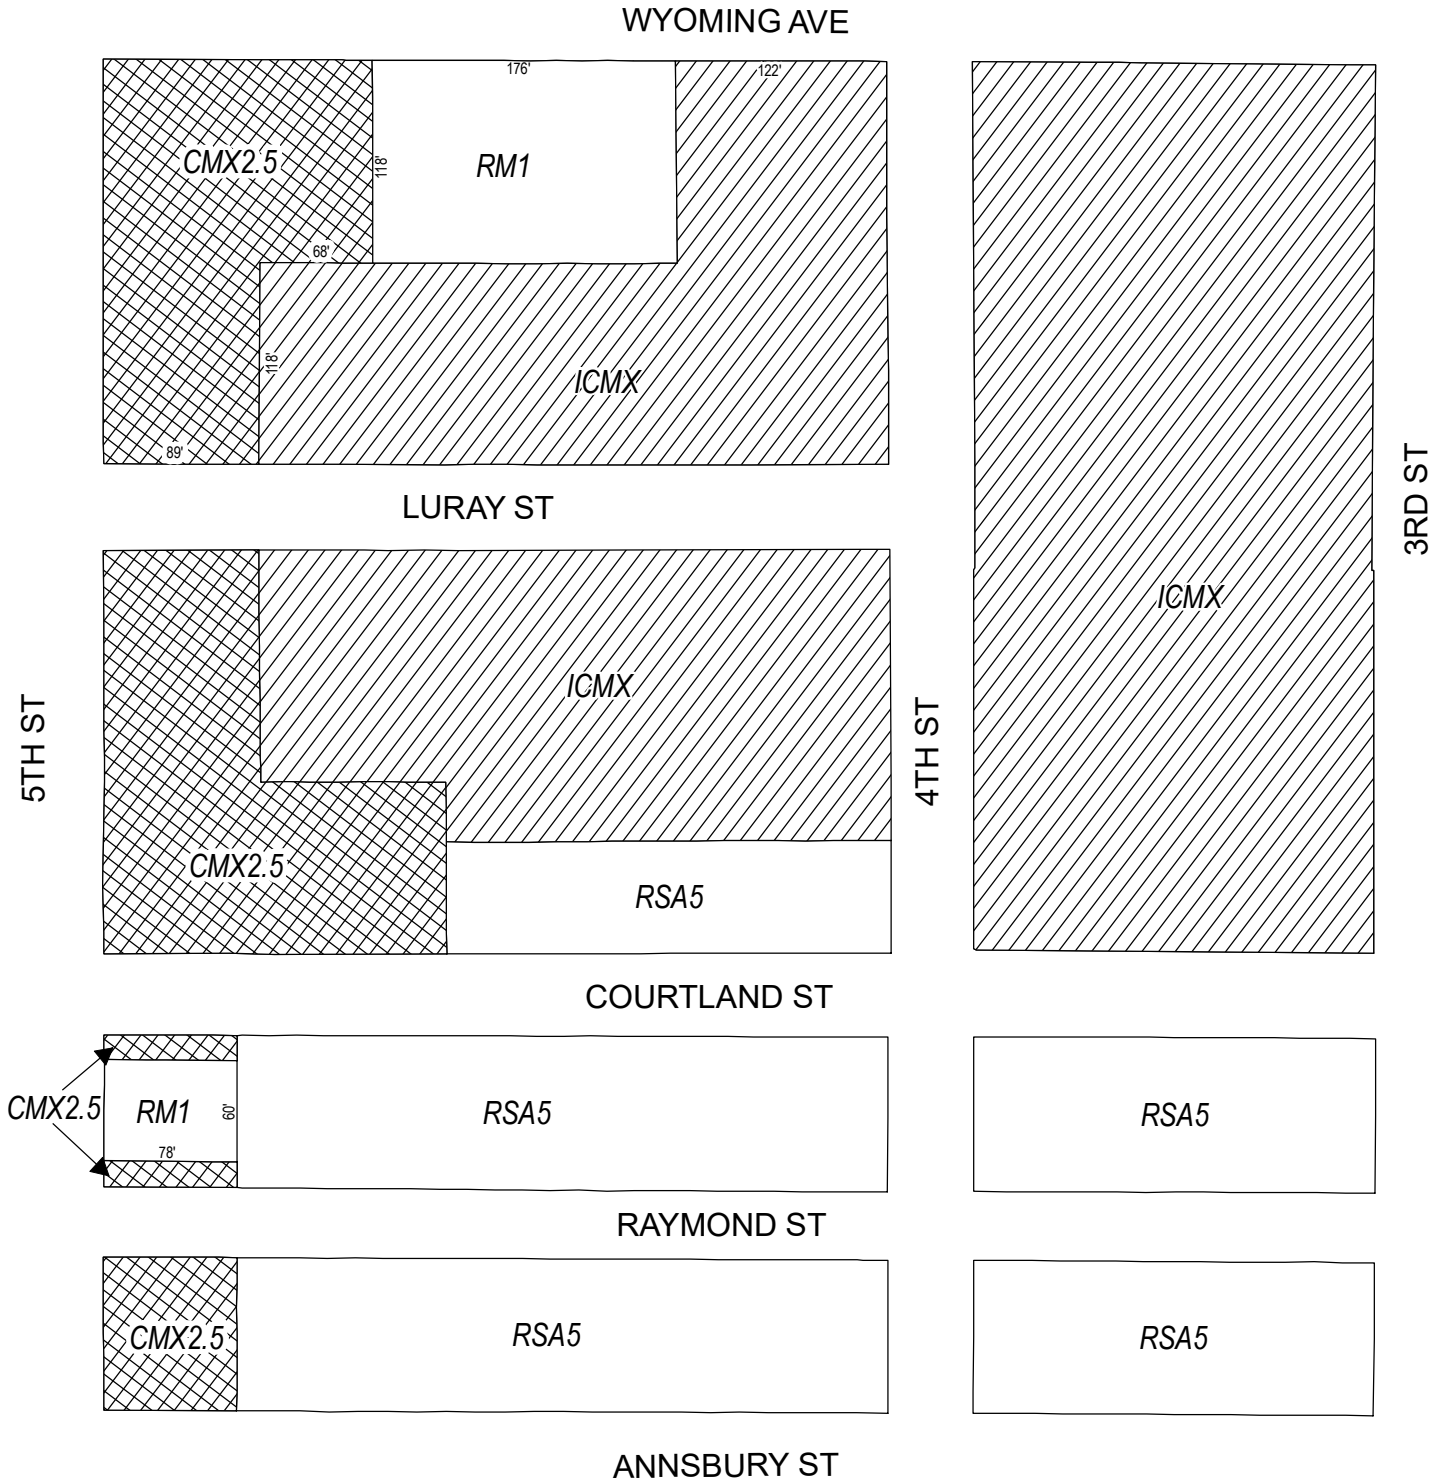 WYOMING AVE
176'
122'
CMX2.5
118'
RM1
68'
118'
ICMX
89'
LURAY ST
3RD ST
ICMX
ICMX
5TH ST
4TH ST
CMX2.5
RSA5
COURTLAND ST
CMX2.5
RM1
60'
78'
RSA5
RSA5
RAYMOND ST
CMX2.5
RSA5
RSA5
ANNSBURY ST